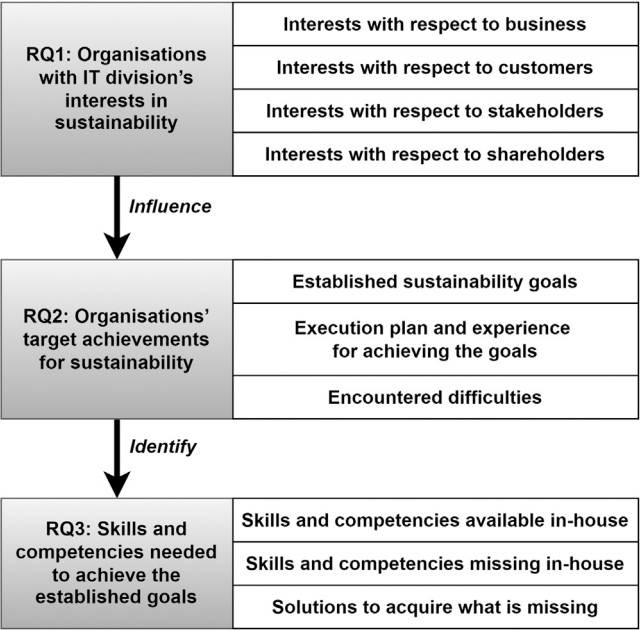 RQ1: Organisations
with IT division's
interests in
sustainability
Interests with respect to business
Interests with respect to customers
Interests with respect to stakeholders
Interests with respect to shareholders
Influence
RQ2: Organisations'
target achievements
for sustainability
Established sustainability goals
Execution plan and experience
for achieving the goals
Encountered difficulties
Identify
RQ3: Skills and
competencies needed
to achieve the
established goals
Skills and competencies available in-house
Skills and competencies missing in-house
Solutions to acquire what is missing